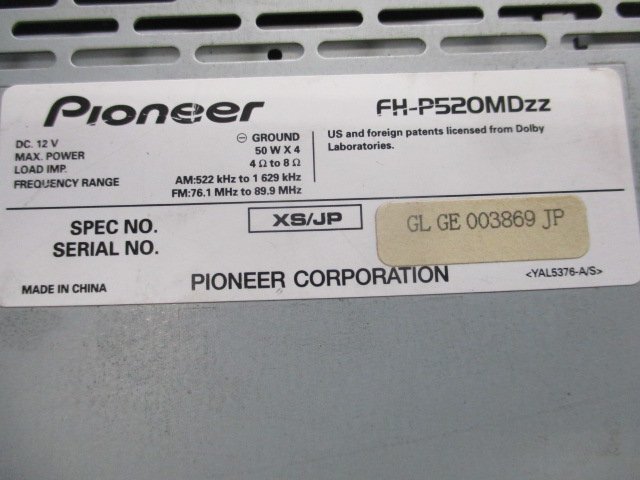 Pioneer
FH-P520MDzz
DC. 12 V ⊖ GROUND
MAX. POWER 50 W X 4
LOAD IMP. 4 Ω to 8 Ω
FREQUENCY RANGE AM:522 kHz to 1 629 kHz
FM:76.1 MHz to 89.9 MHz
US and foreign patents licensed from Dolby
Laboratories.
SPEC NO. XS/JP
SERIAL NO. GL GE 003869 JP
MADE IN CHINA
PIONEER CORPORATION
<YAL5376-A/S>